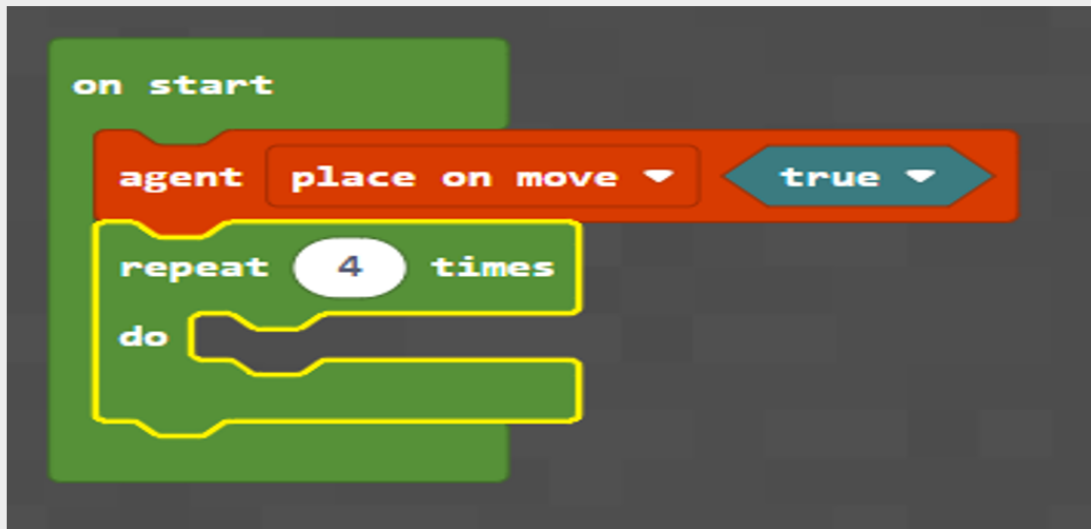 on start
agent place on move true
repeat 4 times
do